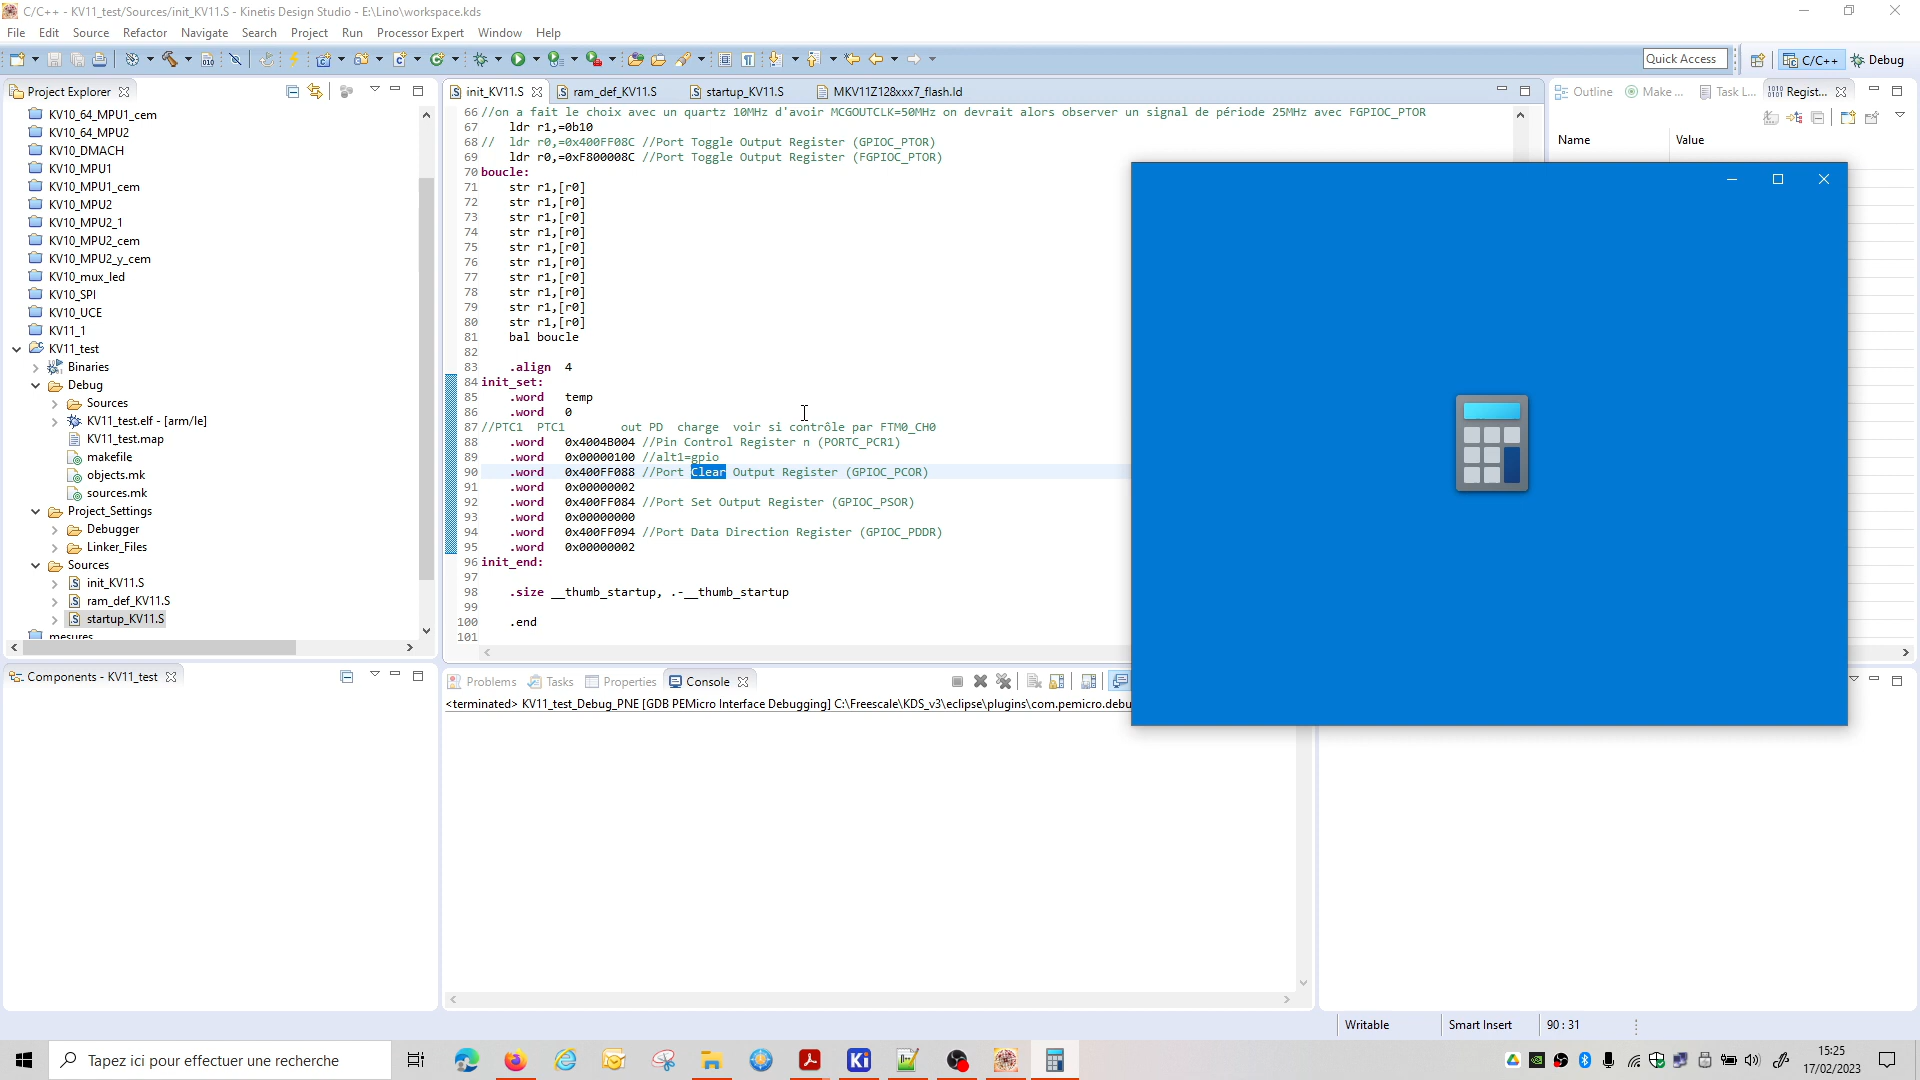 C/C++ - KV11_test/Sources/init_KV11.S - Kinetis Design Studio - E:\Lino\workspace.kds
File Edit Source Refactor Navigate Search Project Run Processor Expert Window Help
Quick Access
C/C++
Debug
Project Explorer
KV10_64_MPU1_cem
KV10_64_MPU2
KV10_DMACH
KV10_MPU1
KV10_MPU1_cem
KV10_MPU2
KV10_MPU2_1
KV10_MPU2_cem
KV10_MPU2_y_cem
KV10_mux_led
KV10_SPI
KV10_UCE
KV11_1
KV11_test
Binaries
Debug
Sources
KV11_test.elf - [arm/le]
KV11_test.map
makefile
objects.mk
sources.mk
Project_Settings
Debugger
Linker_Files
Sources
init_KV11.S
ram_def_KV11.S
startup_KV11.S
mesures
init_KV11.S ram_def_KV11.S startup_KV11.S MKV11Z128xxx7_flash.ld
66 //on a fait le choix avec un quartz 10MHz d'avoir MCGOUTCLK=50MHz on devrait alors observer un signal de période 25MHz avec FGPIOC_PTOR
67 ldr r1,=0b10
68 // ldr r0,=0x400FF08C //Port Toggle Output Register (GPIOC_PTOR)
69 ldr r0,=0xF800008C //Port Toggle Output Register (FGPIOC_PTOR)
70 boucle:
71 str r1,[r0]
72 str r1,[r0]
73 str r1,[r0]
74 str r1,[r0]
75 str r1,[r0]
76 str r1,[r0]
77 str r1,[r0]
78 str r1,[r0]
79 str r1,[r0]
80 str r1,[r0]
81 bal boucle
82
83 .align 4
84 init_set:
85 .word temp
86 .word 0
87 //PTC1 PTC1 out PD charge voir si contrôle par FTM0_CH0
88 .word 0x4004B004 //Pin Control Register n (PORTC_PCR1)
89 .word 0x00000100 //alt1=gpio
90 .word 0x400FF088 //Port Clear Output Register (GPIOC_PCOR)
91 .word 0x00000002
92 .word 0x400FF084 //Port Set Output Register (GPIOC_PSOR)
93 .word 0x00000000
94 .word 0x400FF094 //Port Data Direction Register (GPIOC_PDDR)
95 .word 0x00000002
96 init_end:
97
98 .size __thumb_startup, .-__thumb_startup
99
100 .end
101
Outline Make ... Task L... Regist...
Name Value
Components - KV11_test
Problems Tasks Properties Console
<terminated> KV11_test_Debug_PNE [GDB PEMicro Interface Debugging] C:\Freescale\KDS_v3\eclipse\plugins\com.pemicro.debu
Writable Smart Insert 90 : 31
Tapez ici pour effectuer une recherche
15:25
17/02/2023